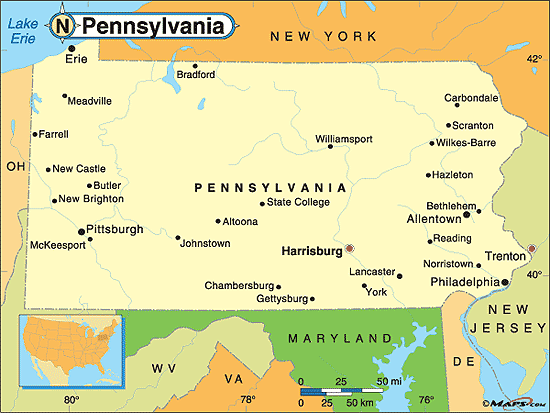 Lake
Erie
N Pennsylvania
NEW YORK
42°
Erie
Bradford
Meadville
Carbondale
Farrell
Scranton
Williamsport
Wilkes-Barre
OH
New Castle
Hazleton
Butler
PENNSYLVANIA
New Brighton
State College
Bethlehem
Allentown
Altoona
Pittsburgh
McKeesport
Johnstown
Harrisburg
Reading
Trenton
Norristown
Lancaster
40°
Chambersburg
York
Philadelphia
Gettysburg
NEW
JERSEY
MARYLAND
WV
DE
VA
0 25 50 mi
0 25 50 km
80°
78°
76°
©MAPS.COM